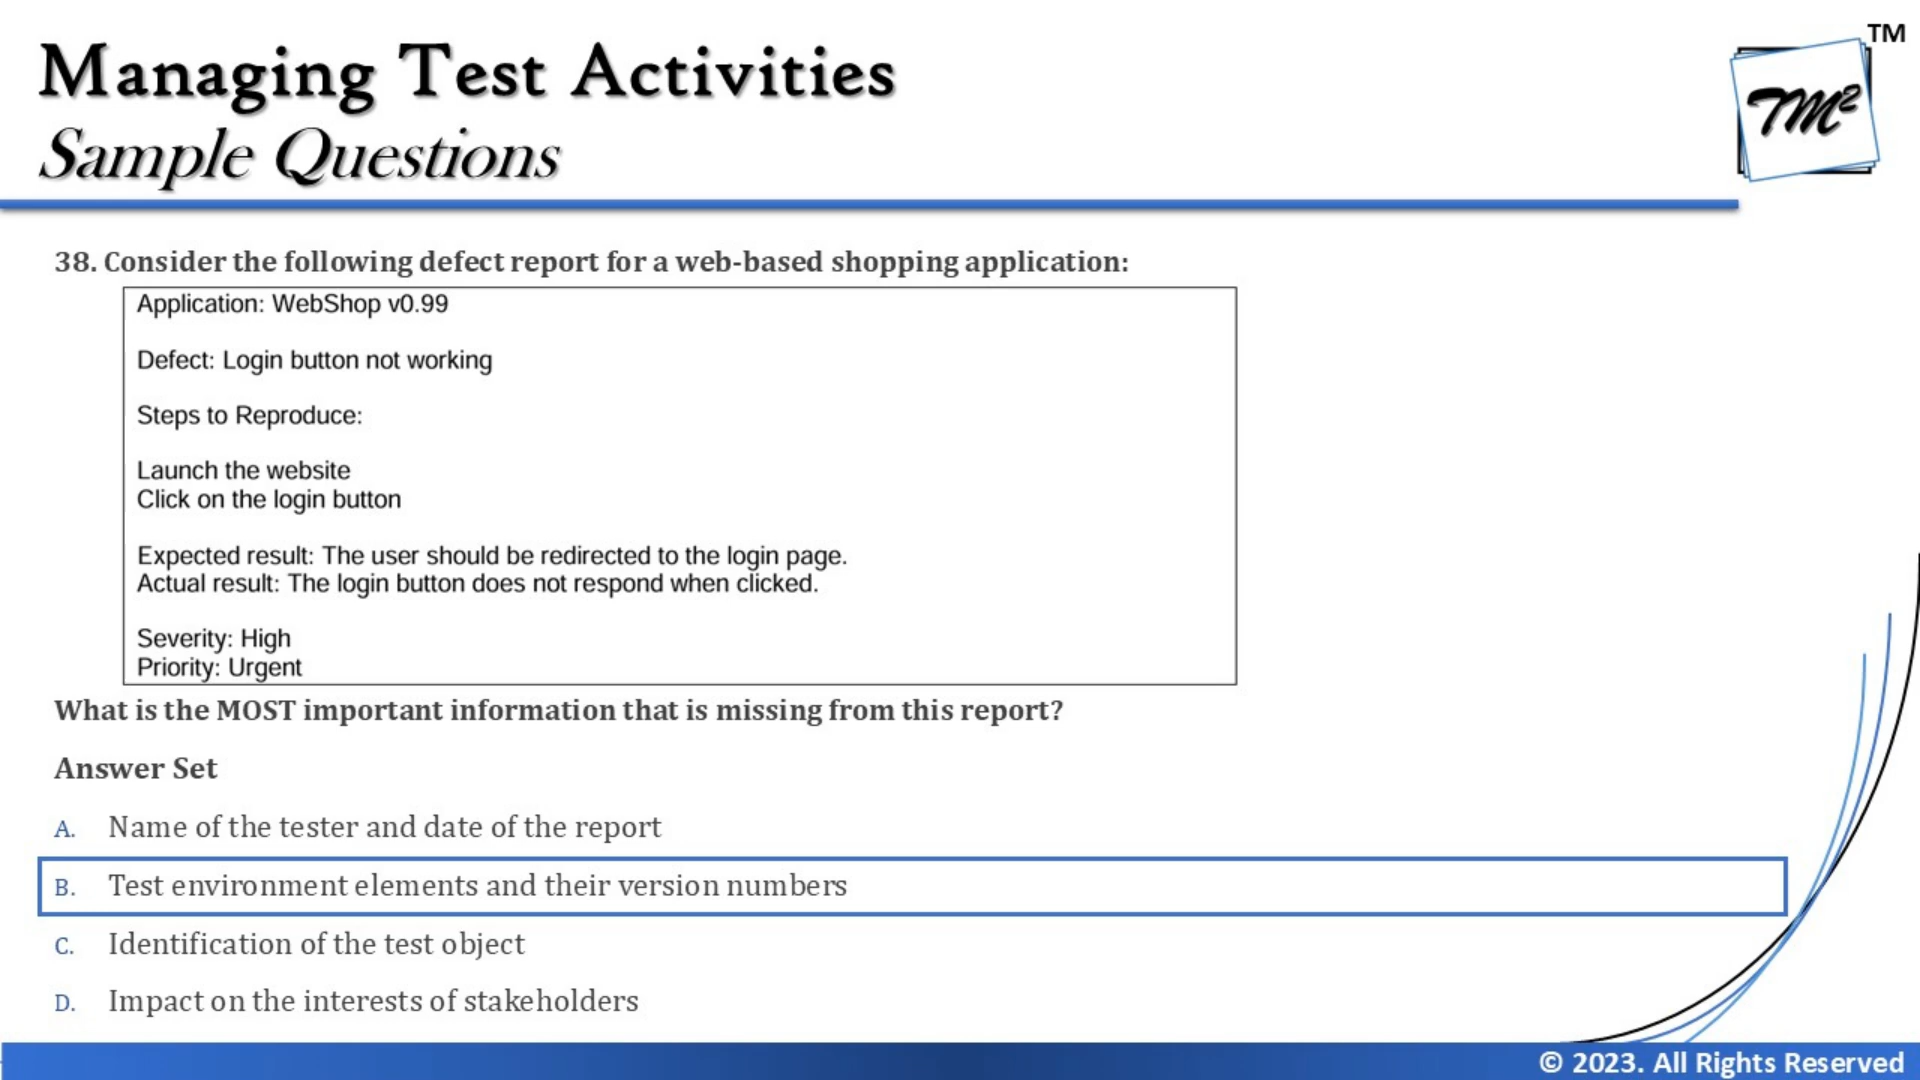 Managing Test Activities
TM
Sample Questions
TM²
38. Consider the following defect report for a web-based shopping application:
Application: WebShop v0.99
Defect: Login button not working
Steps to Reproduce:
Launch the website
Click on the login button
Expected result: The user should be redirected to the login page.
Actual result: The login button does not respond when clicked.
Severity: High
Priority: Urgent
What is the MOST important information that is missing from this report?
Answer Set
A. Name of the tester and date of the report
B. Test environment elements and their version numbers
C. Identification of the test object
D. Impact on the interests of stakeholders
© 2023. All Rights Reserved